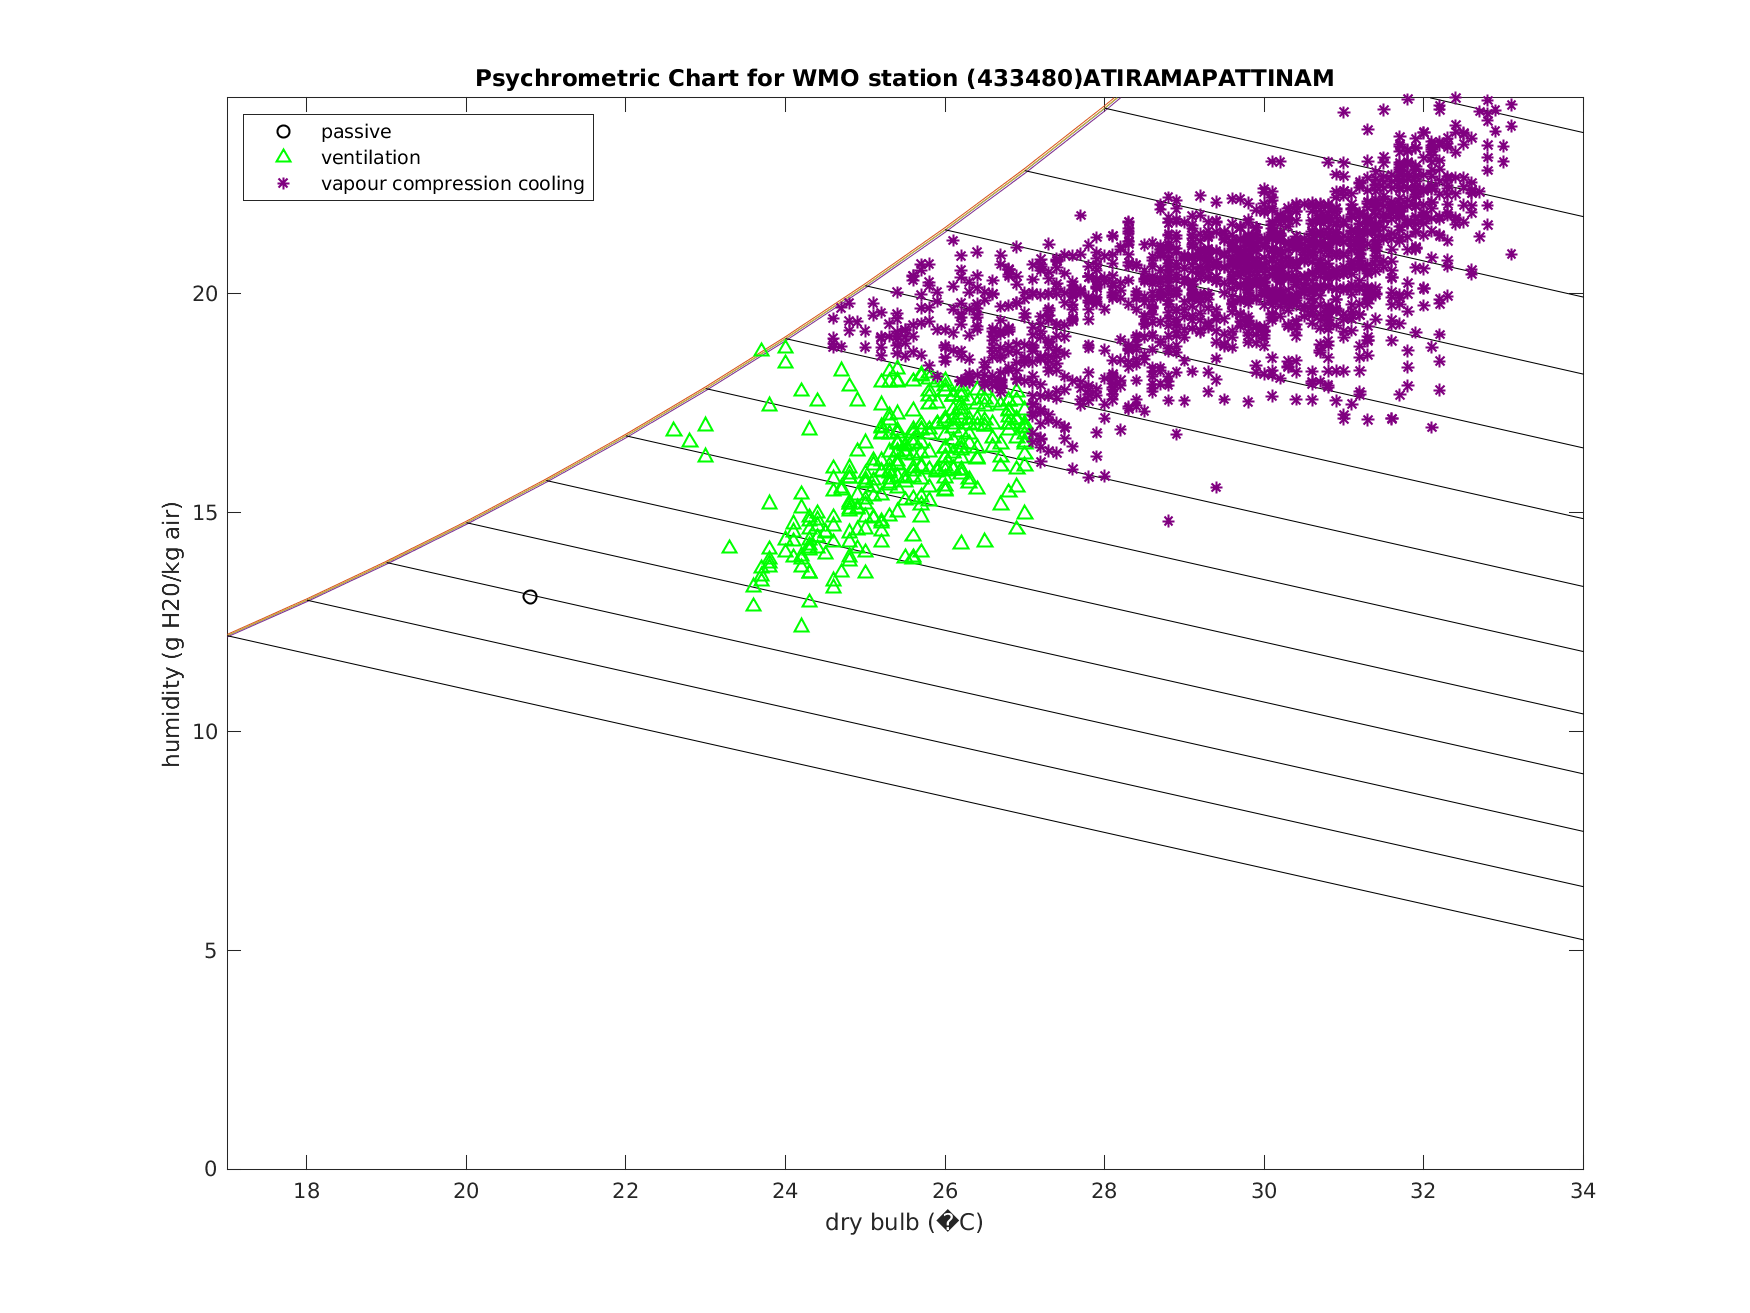 Psychrometric Chart for WMO station (433480)ATIRAMAPATTINAM
passive
ventilation
vapour compression cooling
humidity (g H20/kg air)
20
15
10
5
0
18 20 22 24 26 28 30 32 34
dry bulb (�C)